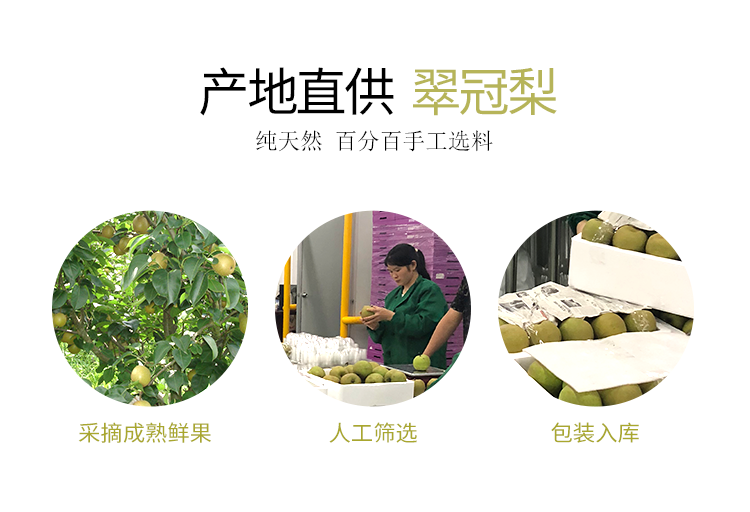 产地直供 翠冠梨
纯天然 百分百手工选料
采摘成熟鲜果
人工筛选
包装入库